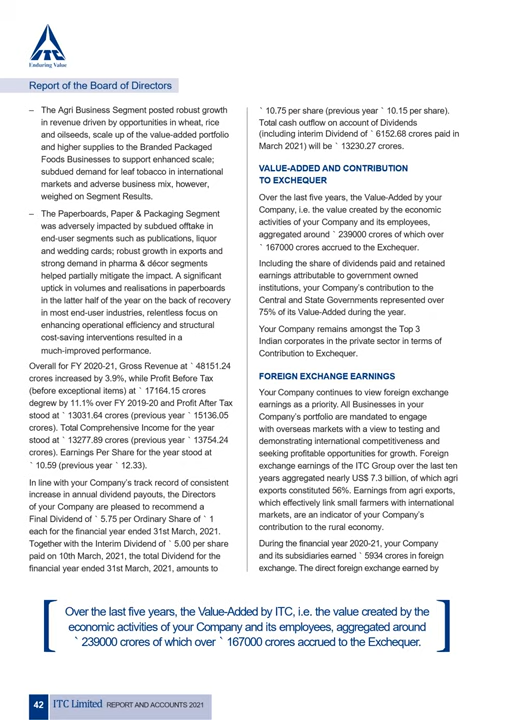 ITC
Enduring Value
Report of the Board of Directors
– The Agri Business Segment posted robust growth
in revenue driven by opportunities in wheat, rice
and oilseeds, scale up of the value-added portfolio
and higher supplies to the Branded Packaged
Foods Businesses to support enhanced scale;
subdued demand for leaf tobacco in international
markets and adverse business mix, however,
weighed on Segment Results.
– The Paperboards, Paper & Packaging Segment
was adversely impacted by subdued offtake in
end-user segments such as publications, liquor
and wedding cards; robust growth in exports and
strong demand in pharma & décor segments
helped partially mitigate the impact. A significant
uptick in volumes and realisations in paperboards
in the latter half of the year on the back of recovery
in most end-user industries, relentless focus on
enhancing operational efficiency and structural
cost-saving interventions resulted in a
much-improved performance.
Overall for FY 2020-21, Gross Revenue at ` 48151.24
crores increased by 3.9%, while Profit Before Tax
(before exceptional items) at ` 17164.15 crores
degrew by 11.1% over FY 2019-20 and Profit After Tax
stood at ` 13031.64 crores (previous year ` 15136.05
crores). Total Comprehensive Income for the year
stood at ` 13277.89 crores (previous year ` 13754.24
crores). Earnings Per Share for the year stood at
` 10.59 (previous year ` 12.33).
In line with your Company's track record of consistent
increase in annual dividend payouts, the Directors
of your Company are pleased to recommend a
Final Dividend of ` 5.75 per Ordinary Share of ` 1
each for the financial year ended 31st March, 2021.
Together with the Interim Dividend of ` 5.00 per share
paid on 10th March, 2021, the total Dividend for the
financial year ended 31st March, 2021, amounts to
` 10.75 per share (previous year ` 10.15 per share).
Total cash outflow on account of Dividends
(including interim Dividend of ` 6152.68 crores paid in
March 2021) will be ` 13230.27 crores.
VALUE-ADDED AND CONTRIBUTION
TO EXCHEQUER
Over the last five years, the Value-Added by your
Company, i.e. the value created by the economic
activities of your Company and its employees,
aggregated around ` 239000 crores of which over
` 167000 crores accrued to the Exchequer.
Including the share of dividends paid and retained
earnings attributable to government owned
institutions, your Company's contribution to the
Central and State Governments represented over
75% of its Value-Added during the year.
Your Company remains amongst the Top 3
Indian corporates in the private sector in terms of
Contribution to Exchequer.
FOREIGN EXCHANGE EARNINGS
Your Company continues to view foreign exchange
earnings as a priority. All Businesses in your
Company's portfolio are mandated to engage
with overseas markets with a view to testing and
demonstrating international competitiveness and
seeking profitable opportunities for growth. Foreign
exchange earnings of the ITC Group over the last ten
years aggregated nearly US$ 7.3 billion, of which agri
exports constituted 56%. Earnings from agri exports,
which effectively link small farmers with international
markets, are an indicator of your Company's
contribution to the rural economy.
During the financial year 2020-21, your Company
and its subsidiaries earned ` 5934 crores in foreign
exchange. The direct foreign exchange earned by
Over the last five years, the Value-Added by ITC, i.e. the value created by the
economic activities of your Company and its employees, aggregated around
` 239000 crores of which over ` 167000 crores accrued to the Exchequer.
42 ITC Limited REPORT AND ACCOUNTS 2021